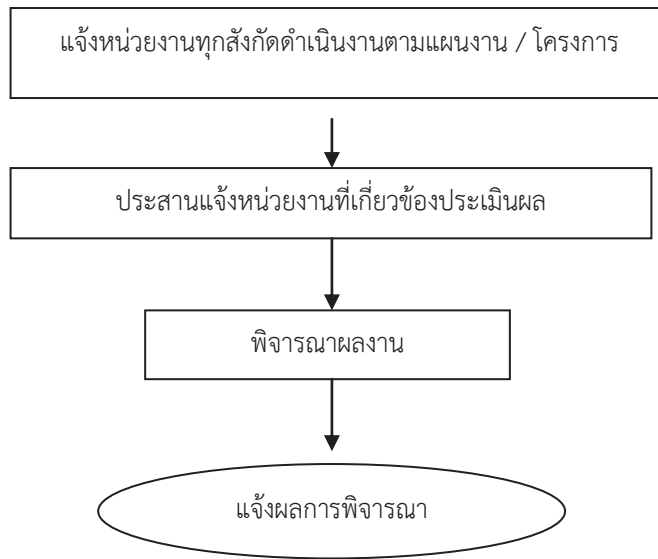 แจ้งหน่วยงานทุกสังกัดดำเนินงานตามแผนงาน / โครงการ
ประสานแจ้งหน่วยงานที่เกี่ยวข้องประเมินผล
พิจารณาผลงาน
แจ้งผลการพิจารณา